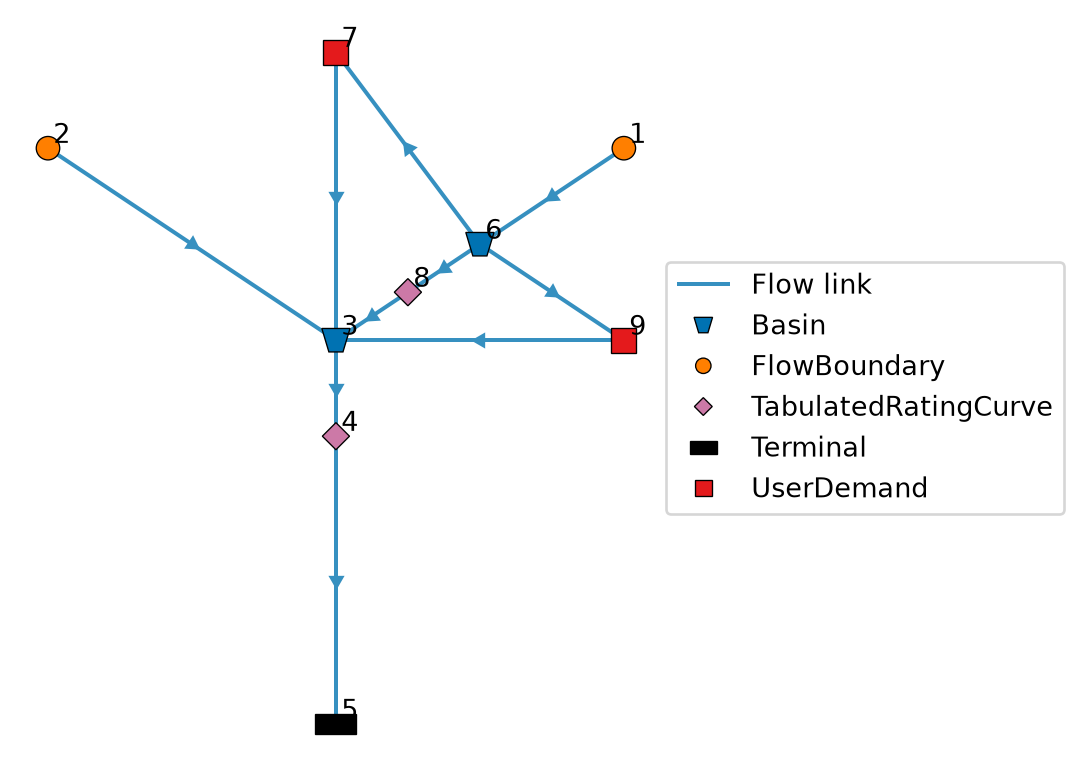 7
2
1
6
8
3
9
4
5
Flow link
Basin
FlowBoundary
TabulatedRatingCurve
Terminal
UserDemand